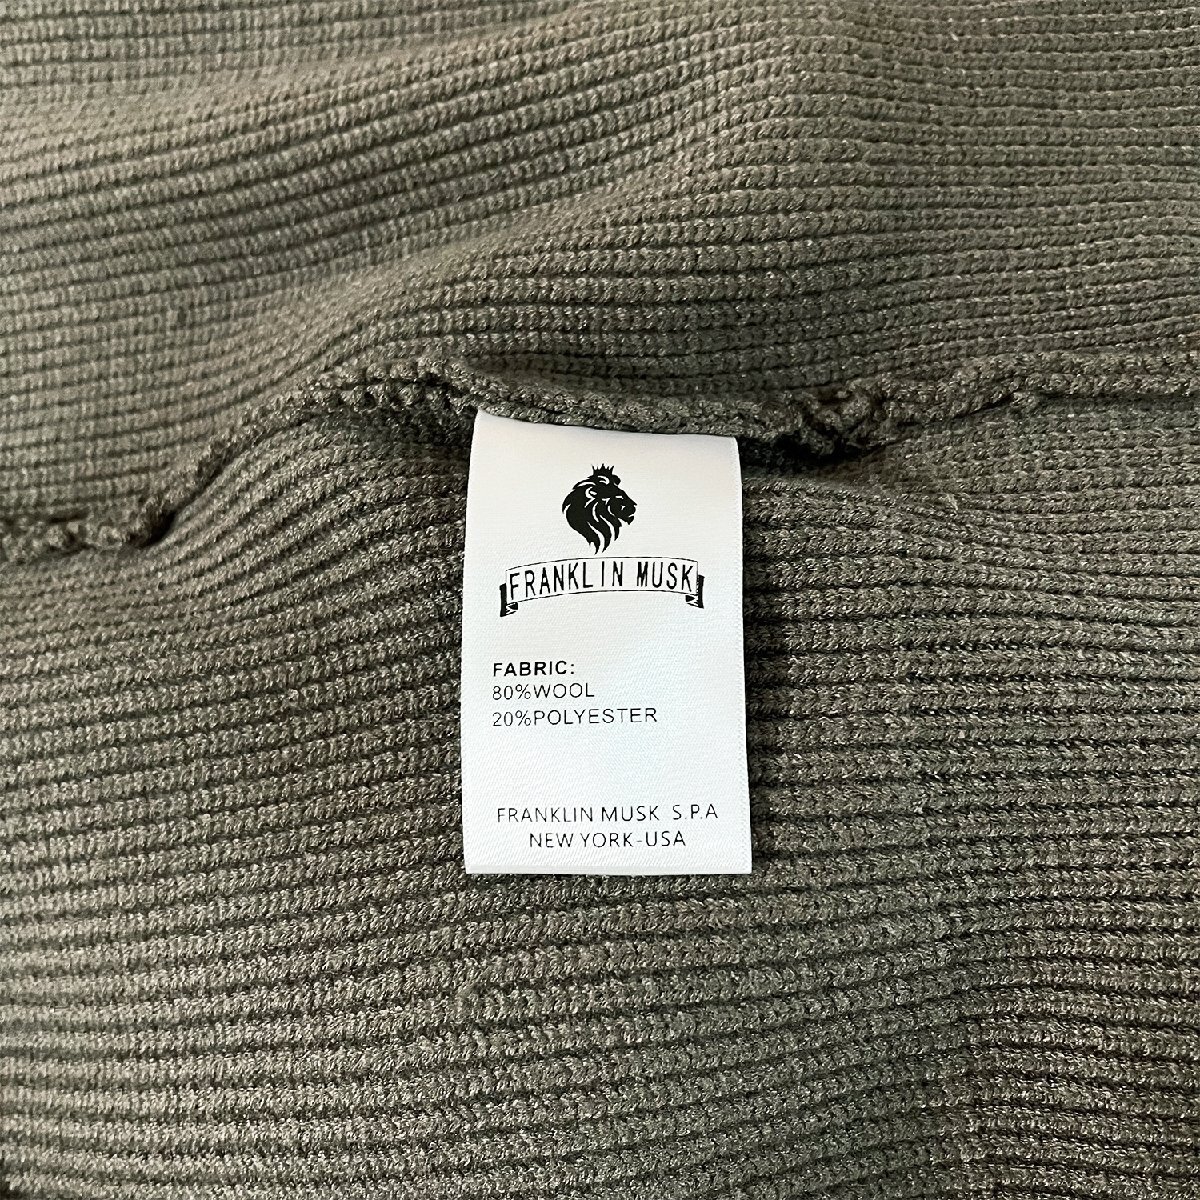 FRANKLIN MUSK
FABRIC:
80%WOOL
20%POLYESTER
FRANKLIN MUSK S.P.A
NEW YORK-USA